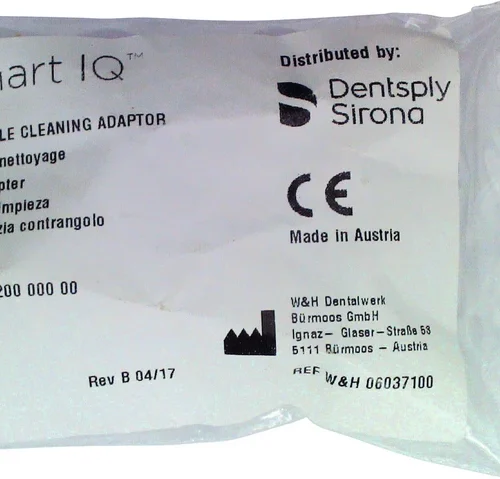 art IQ™
LE CLEANING ADAPTOR
nettoyage
pter
impieza
zia contrangolo
200 000 00
Rev B 04/17
Distributed by:
Dentsply
Sirona
CE
Made in Austria
W&H Dentalwerk
Bürmoos GmbH
Ignaz- Glaser-Straße 53
5111 Bürmoos - Austria
REF W&H 06037100